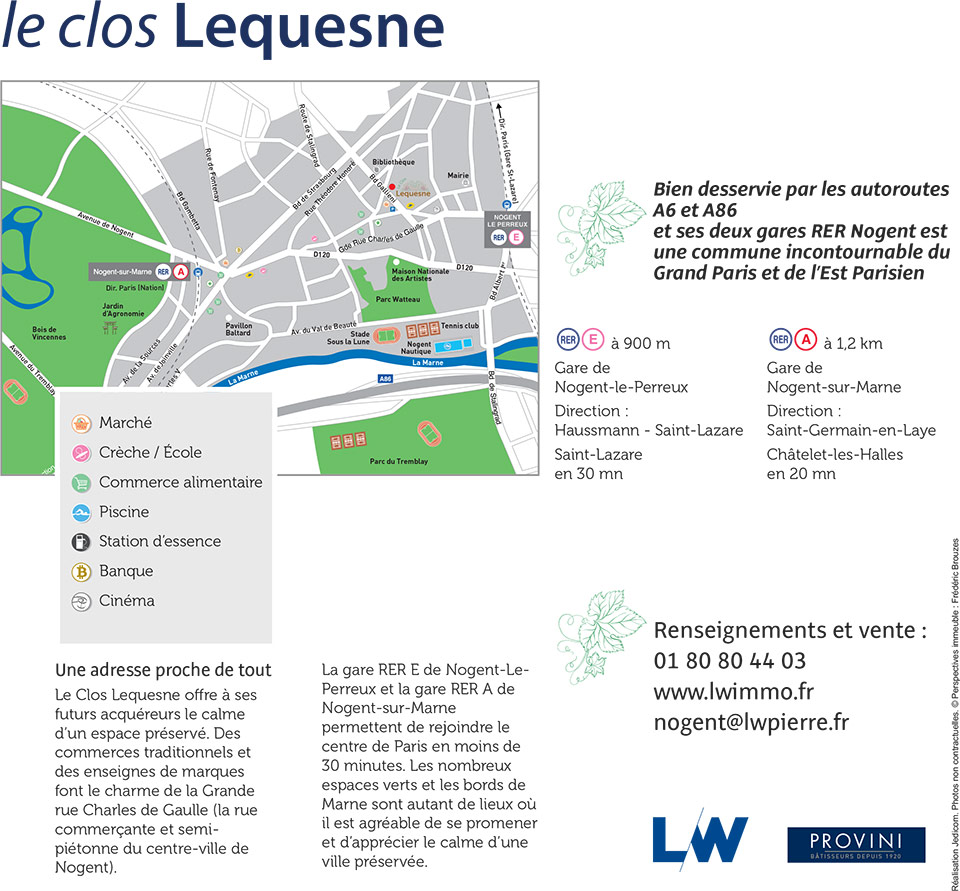 le clos Lequesne
Dir. Paris (Gare St-Lazare)
Route de Stalingrad
Rue de Fontenay
Bibliothèque
Mairie
Bd de Strasbourg
Rue Théodore Honoré
Bd Gallieni
Lequesne
Bd Gambetta
Avenue de Nogent
NOGENT
LE PERREUX
RER E
Gde Rue Charles de Gaulle
D120
D120
Nogent-sur-Marne RER A
Dir. Paris (Nation)
Maison Nationale
des Artistes
Bd Albert 1er
Jardin
d'Agronomie
Parc Watteau
Bois de
Vincennes
Pavillon
Baltard
Av. du Val de Beauté
Stade
Sous la Lune
Tennis club
Nogent
Nautique
Av. de la Sources
Av. de Joinville
La Marne
La Marne
A86
Avenue du Tremblay
Bd de Stalingrad
Parc du Tremblay
Marché
Crèche / École
Commerce alimentaire
Piscine
Station d'essence
Banque
Cinéma
Bien desservie par les autoroutes
A6 et A86
et ses deux gares RER Nogent est
une commune incontournable du
Grand Paris et de l'Est Parisien
RER E à 900 m
Gare de
Nogent-le-Perreux
Direction :
Haussmann - Saint-Lazare
Saint-Lazare
en 30 mn
RER A à 1,2 km
Gare de
Nogent-sur-Marne
Direction :
Saint-Germain-en-Laye
Châtelet-les-Halles
en 20 mn
Une adresse proche de tout
Le Clos Lequesne offre à ses
futurs acquéreurs le calme
d'un espace préservé. Des
commerces traditionnels et
des enseignes de marques
font le charme de la Grande
rue Charles de Gaulle (la rue
commerçante et semi-
piétonne du centre-ville de
Nogent).
La gare RER E de Nogent-Le-
Perreux et la gare RER A de
Nogent-sur-Marne
permettent de rejoindre le
centre de Paris en moins de
30 minutes. Les nombreux
espaces verts et les bords de
Marne sont autant de lieux où
il est agréable de se promener
et d'apprécier le calme d'une
ville préservée.
Renseignements et vente :
01 80 80 44 03
www.lwimmo.fr
nogent@lwpierre.fr
LW
PROVINI
BÂTISSEURS DEPUIS 1920
Réalisation Jedicom. Photos non contractuelles. © Perspectives immeuble : Frédéric Brouzes